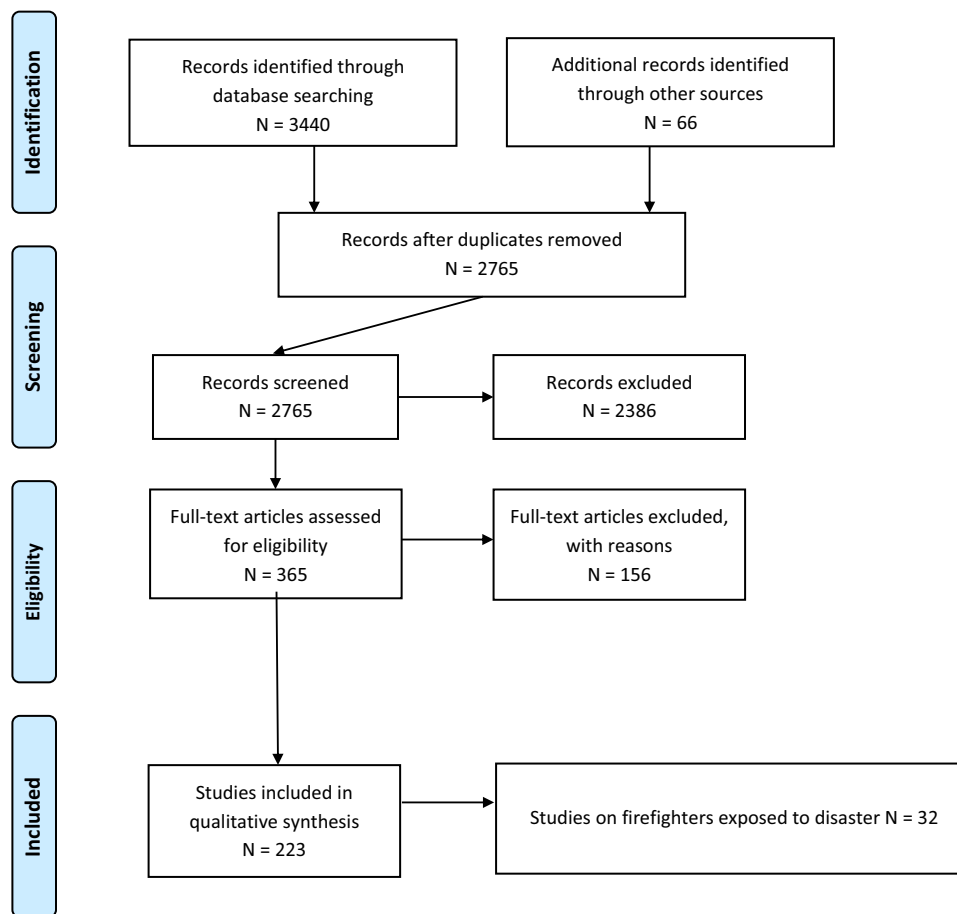 Identification
Records identified through
database searching
N = 3440
Additional records identified
through other sources
N = 66
Records after duplicates removed
N = 2765
Screening
Records screened
N = 2765
Records excluded
N = 2386
Eligibility
Full-text articles assessed
for eligibility
N = 365
Full-text articles excluded,
with reasons
N = 156
Included
Studies included in
qualitative synthesis
N = 223
Studies on firefighters exposed to disaster N = 32